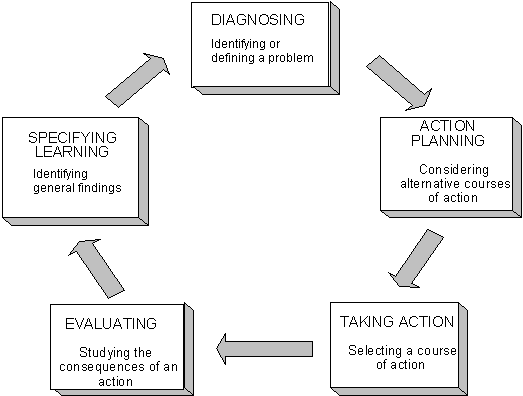 DIAGNOSING
Identifying or
defining a problem
ACTION
PLANNING
Considering
alternative courses
of action
TAKING ACTION
Selecting a course
of action
EVALUATING
Studying the
consequences of an
action
SPECIFYING
LEARNING
Identifying
general findings